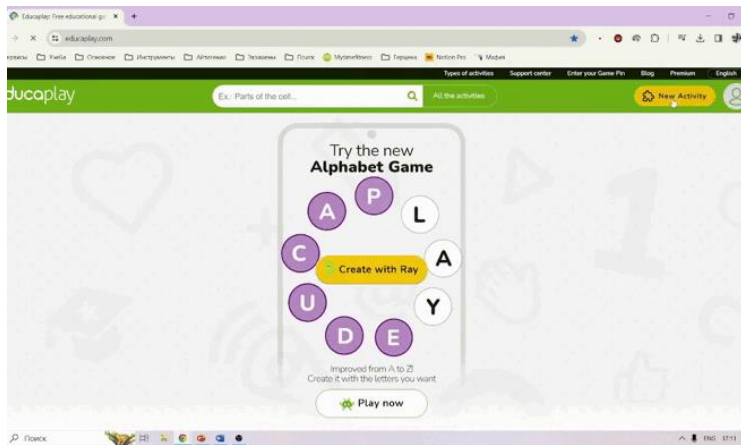 Educaplay: Free educational ga
educaplay.com
Учеба Основное Инструменты Экзамены Поиск Mytimefitness Герцена Notion Pro Мафия
Types of activities Support center Enter your Game Pin Blog Premium English
ducaplay Ex.: Parts of the cell... All the activities New Activity
Try the new
Alphabet Game
E D U C A P L A Y
Create with Ray
Improved from A to Z!
Create it with the letters you want
Play now
Поиск ENG 17:11